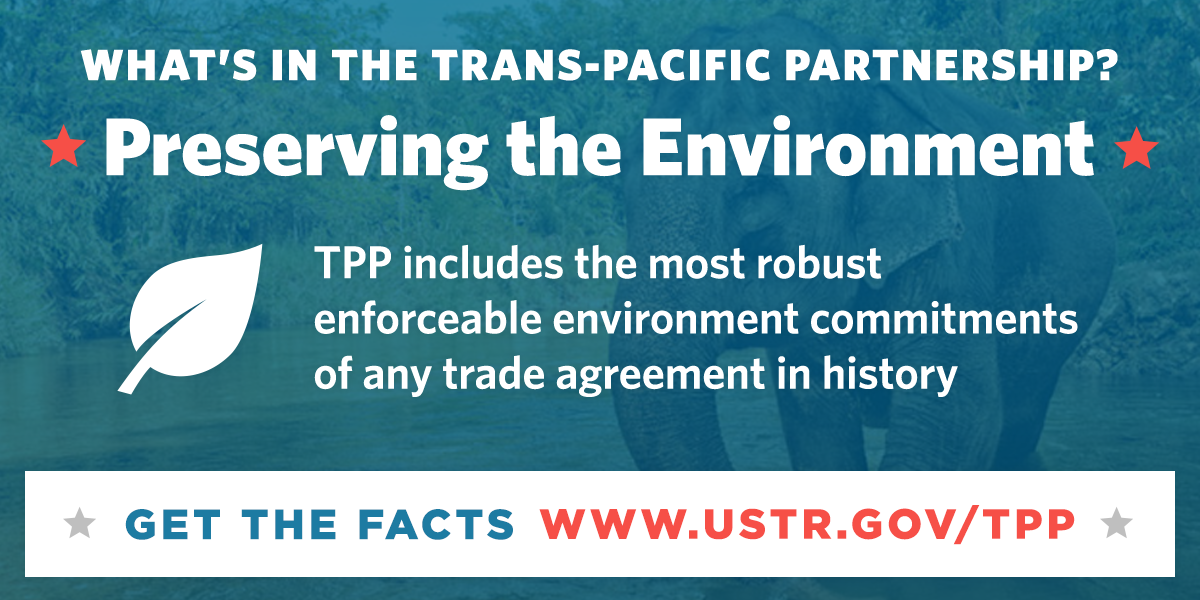 WHAT'S IN THE TRANS-PACIFIC PARTNERSHIP?
Preserving the Environment
TPP includes the most robust
enforceable environment commitments
of any trade agreement in history
GET THE FACTS WWW.USTR.GOV/TPP